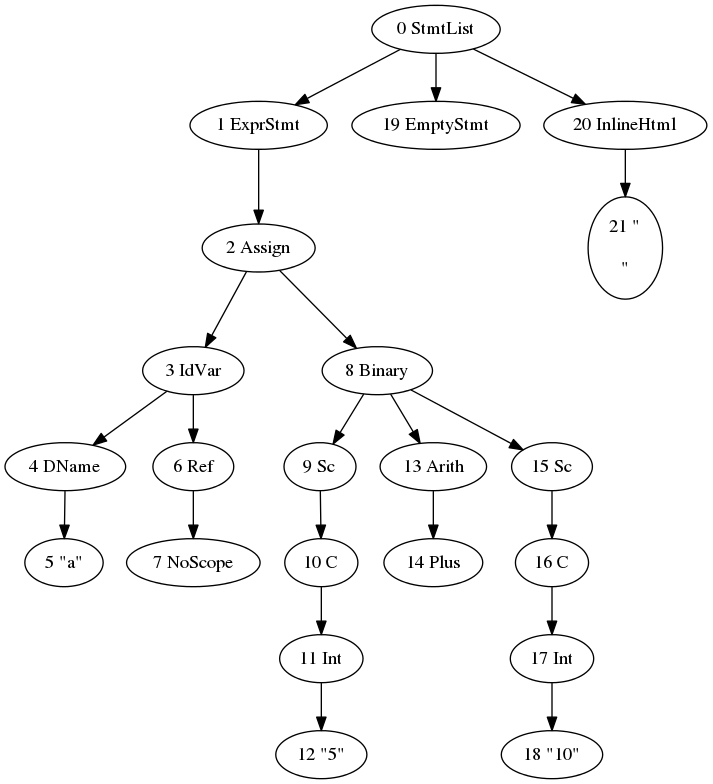 0 StmtList
1 ExprStmt
19 EmptyStmt
20 InlineHtml
21 "
"
2 Assign
3 IdVar
8 Binary
4 DName
6 Ref
9 Sc
13 Arith
15 Sc
5 "a"
7 NoScope
10 C
14 Plus
16 C
11 Int
17 Int
12 "5"
18 "10"